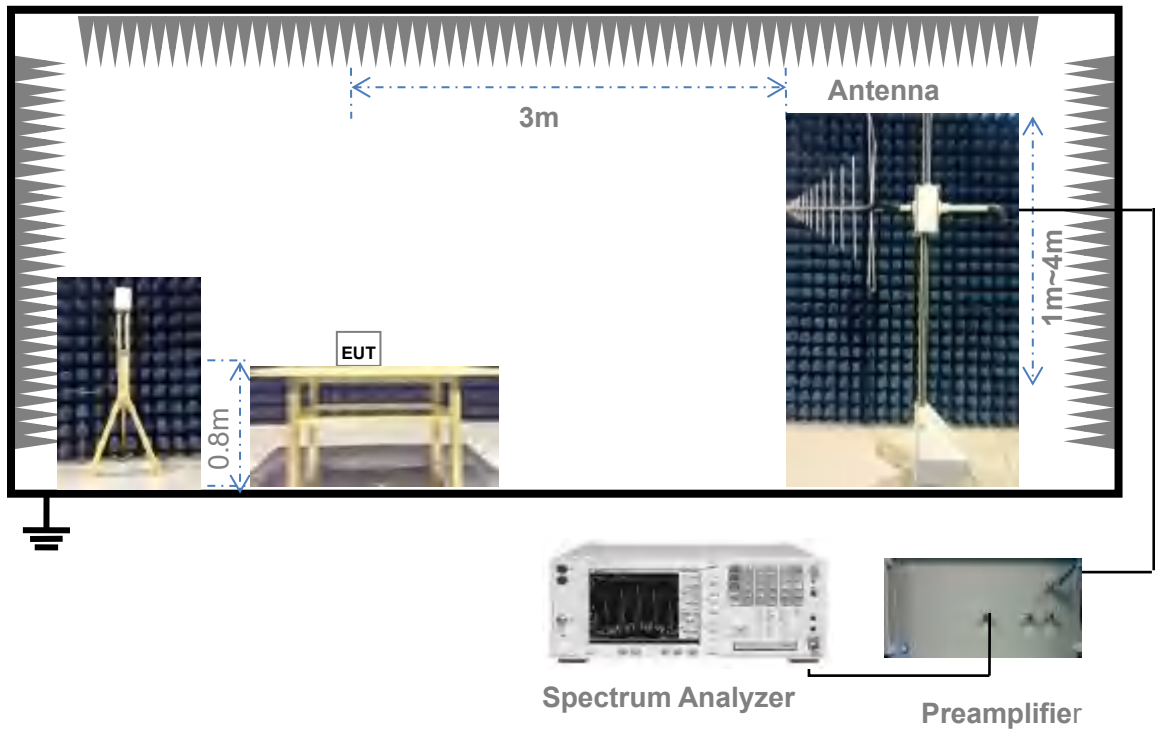 Antenna
3m
1m~4m
EUT
0.8m
Spectrum Analyzer
Preamplifier